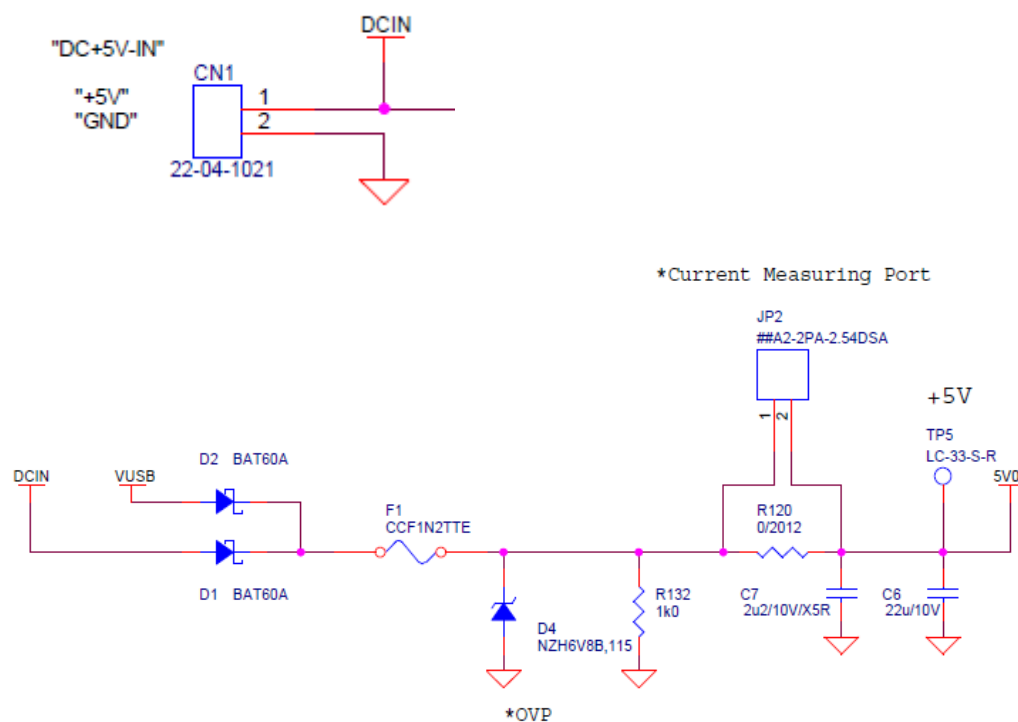 DCIN
"DC+5V-IN"
CN1
"+5V"
1
"GND"
2
22-04-1021
*Current Measuring Port
JP2
##A2-2PA-2.54DSA
+5V
1
2
TP5
LC-33-S-R
D2 BAT60A
DCIN
VUSB
5V0
F1
CCF1N2TTE
R120
0/2012
D1 BAT60A
R132
1k0
C7
2u2/10V/X5R
C6
22u/10V
D4
NZH6V8B,115
*OVP